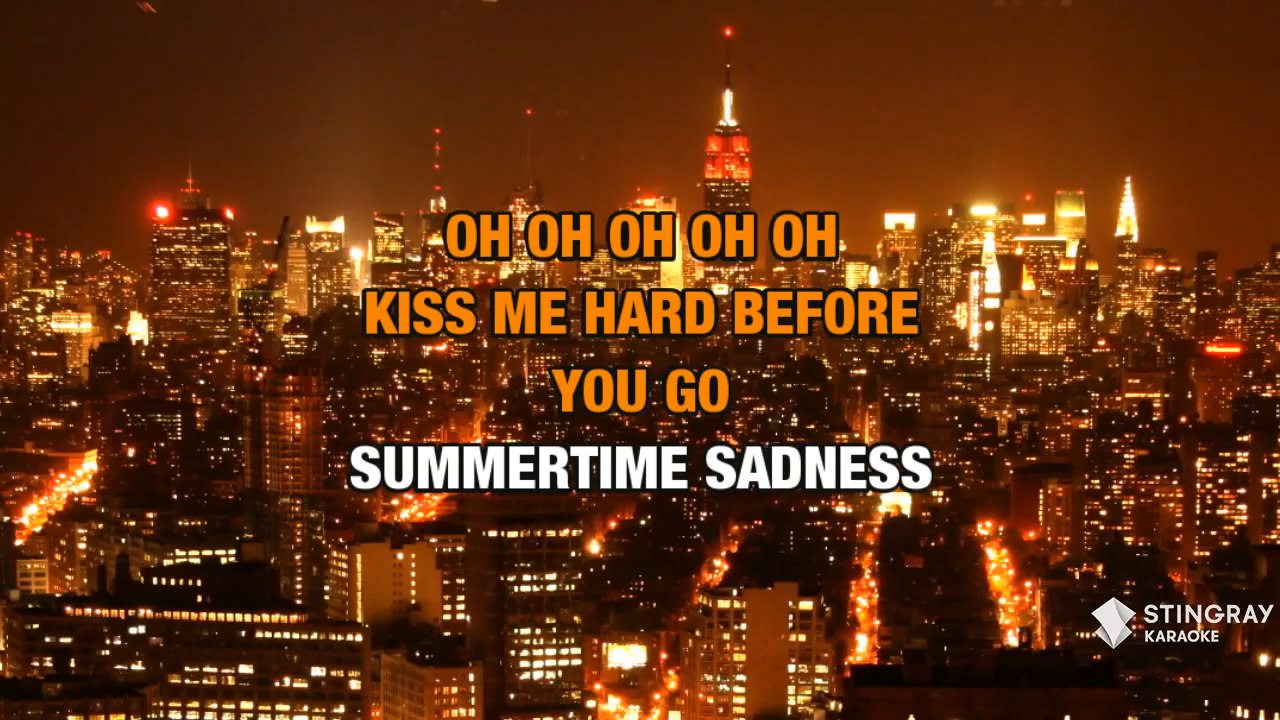 OH OH OH OH OH
KISS ME HARD BEFORE
YOU GO
SUMMERTIME SADNESS
STINGRAY
KARAOKE